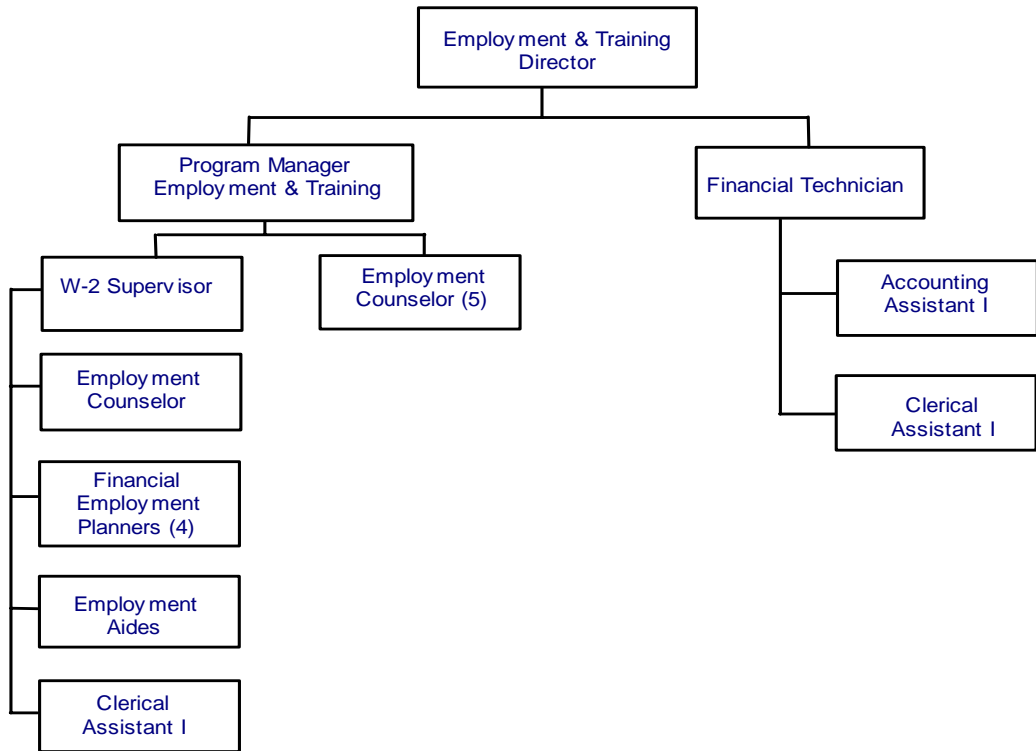 Employment & Training
Director
Program Manager
Employment & Training
Financial Technician
W-2 Supervisor
Employment
Counselor (5)
Accounting
Assistant I
Employment
Counselor
Clerical
Assistant I
Financial
Employment
Planners (4)
Employment
Aides
Clerical
Assistant I